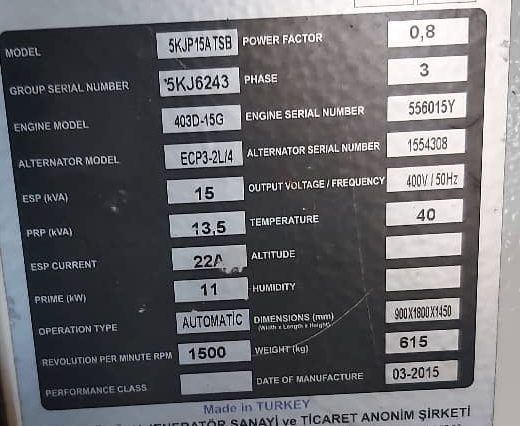 MODEL 5KJP15ATSB POWER FACTOR 0,8
GROUP SERIAL NUMBER *5KJ6243 PHASE 3
ENGINE MODEL 403D-15G ENGINE SERIAL NUMBER 556015Y
ALTERNATOR MODEL ECP3-2L/4 ALTERNATOR SERIAL NUMBER 1554308
ESP (kVA) 15 OUTPUT VOLTAGE / FREQUENCY 400V / 50Hz
PRP (kVA) 13,5 TEMPERATURE 40
ESP CURRENT 22A ALTITUDE
PRIME (kW) 11 HUMIDITY
OPERATION TYPE AUTOMATIC DIMENSIONS (mm) 900X1800X1450
(Width x Length x Height)
REVOLUTION PER MINUTE RPM 1500 WEIGHT (kg) 615
PERFORMANCE CLASS DATE OF MANUFACTURE 03-2015
Made in TURKEY
SANAYİ ve TİCARET ANONİM ŞİRKETİ